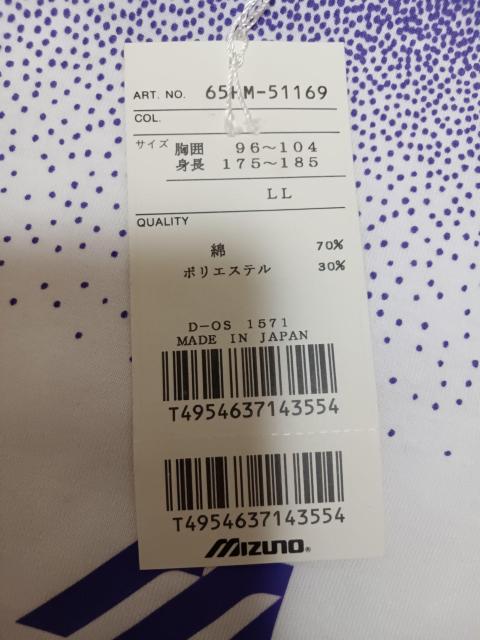 ART. NO. 65HM-51169
COL.
サイズ 胸囲 96～104
身長 175～185
LL
QUALITY
綿 70%
ポリエステル 30%
D-OS 1571
MADE IN JAPAN
T4954637143554
T4954637143554
MIZUNO®